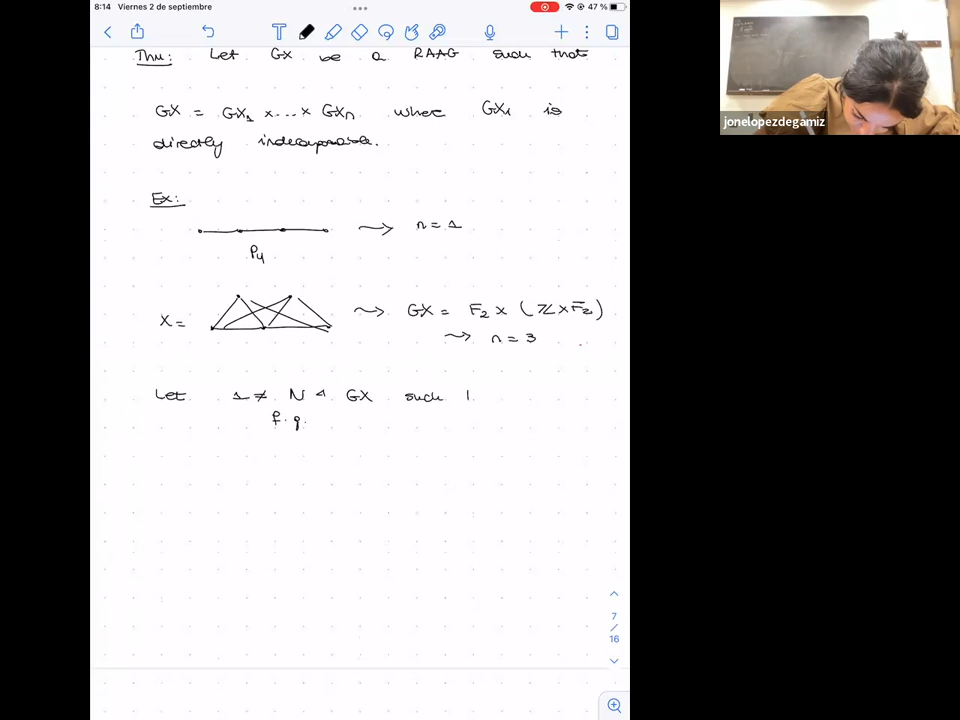 8:14 Viernes 2 de septiembre
47 %
Thm: Let GX be a RAAG such that
GX = GX₁ x....x GXn where GXi is
directly indecomposable.
Ex:
P₄ ⇝ n = 1
X = ⇝ GX = F₂ x (ℤ x F₂)
⇝ n = 3
Let 1 ≠ N ◁ GX such
f.g.
7
/
16
jonelopezdegamiz